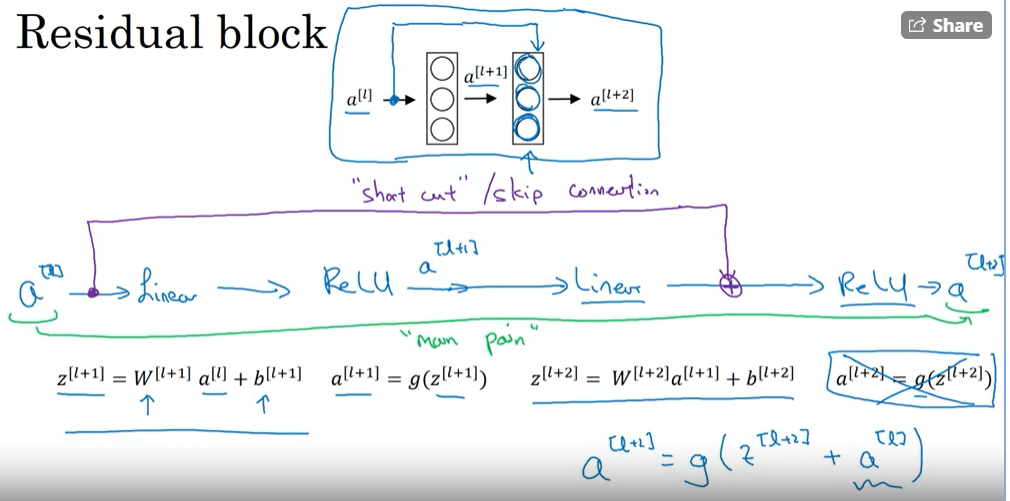 Residual block
Share
a[l] a[l+1] a[l+2]
"short cut" /skip connection
a[l] Linear ReLU a[l+1] Linear ReLU a[l+2]
"main path"
z[l+1] = W[l+1] a[l] + b[l+1] a[l+1] = g(z[l+1]) z[l+2] = W[l+2]a[l+1] + b[l+2] a[l+2] = g(z[l+2])
a[l+2] = g(z[l+2] + a[l])